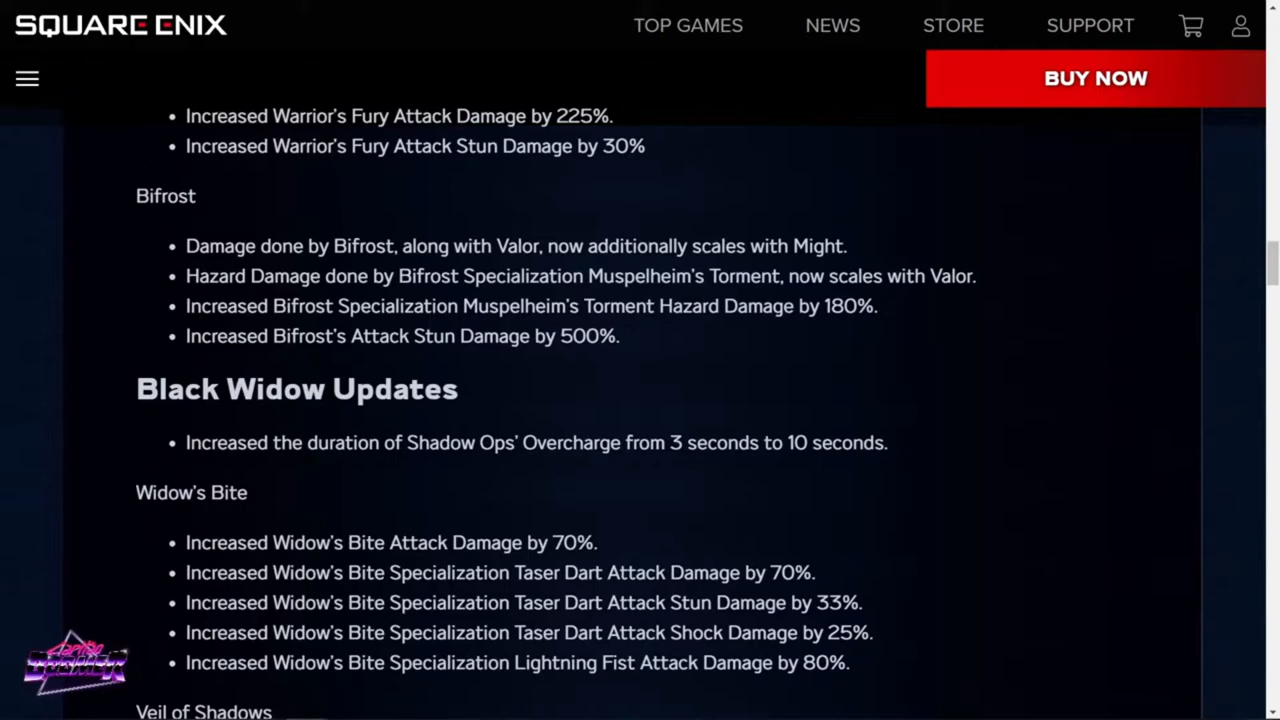 SQUARE ENIX
TOP GAMES NEWS STORE SUPPORT
BUY NOW
• Increased Warrior's Fury Attack Damage by 225%.
• Increased Warrior's Fury Attack Stun Damage by 30%
Bifrost
• Damage done by Bifrost, along with Valor, now additionally scales with Might.
• Hazard Damage done by Bifrost Specialization Muspelheim's Torment, now scales with Valor.
• Increased Bifrost Specialization Muspelheim's Torment Hazard Damage by 180%.
• Increased Bifrost's Attack Stun Damage by 500%.
Black Widow Updates
• Increased the duration of Shadow Ops' Overcharge from 3 seconds to 10 seconds.
Widow's Bite
• Increased Widow's Bite Attack Damage by 70%.
• Increased Widow's Bite Specialization Taser Dart Attack Damage by 70%.
• Increased Widow's Bite Specialization Taser Dart Attack Stun Damage by 33%.
• Increased Widow's Bite Specialization Taser Dart Attack Shock Damage by 25%.
• Increased Widow's Bite Specialization Lightning Fist Attack Damage by 80%.
Veil of Shadows